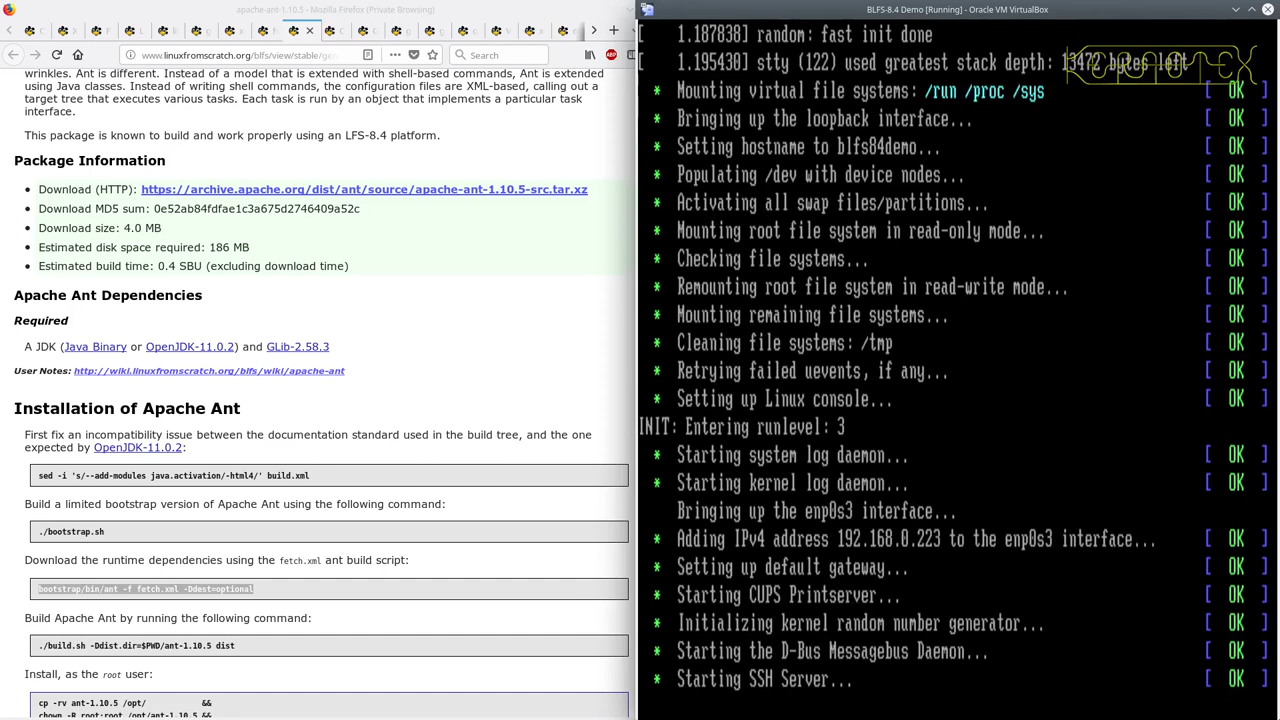 apache-ant-1.10.5 - Mozilla Firefox (Private Browsing)
www.linuxfromscratch.org/blfs/view/stable/ge
Search
ABP
wrinkles. Ant is different. Instead of a model that is extended with shell-based commands, Ant is extended
using Java classes. Instead of writing shell commands, the configuration files are XML-based, calling out a
target tree that executes various tasks. Each task is run by an object that implements a particular task
interface.
This package is known to build and work properly using an LFS-8.4 platform.
Package Information
Download (HTTP): https://archive.apache.org/dist/ant/source/apache-ant-1.10.5-src.tar.xz
Download MD5 sum: 0e52ab84fdfae1c3a675d2746409a52c
Download size: 4.0 MB
Estimated disk space required: 186 MB
Estimated build time: 0.4 SBU (excluding download time)
Apache Ant Dependencies
Required
A JDK (Java Binary or OpenJDK-11.0.2) and GLib-2.58.3
User Notes: http://wiki.linuxfromscratch.org/blfs/wiki/apache-ant
Installation of Apache Ant
First fix an incompatibility issue between the documentation standard used in the build tree, and the one
expected by OpenJDK-11.0.2:
sed -i 's/--add-modules java.activation/-html4/' build.xml
Build a limited bootstrap version of Apache Ant using the following command:
./bootstrap.sh
Download the runtime dependencies using the fetch.xml ant build script:
bootstrap/bin/ant -f fetch.xml -Ddest=optional
Build Apache Ant by running the following command:
./build.sh -Ddist.dir=$PWD/ant-1.10.5 dist
Install, as the root user:
cp -rv ant-1.10.5 /opt/ &&
chown -R root:root /opt/ant-1.10.5 &&
BLFS-8.4 Demo [Running] - Oracle VM VirtualBox
[ 1.187838] random: fast init done
[ 1.195438] stty (122) used greatest stack depth: 13472 bytes left
* Mounting virtual file systems: /run /proc /sys [ OK ]
* Bringing up the loopback interface... [ OK ]
* Setting hostname to blfs84demo... [ OK ]
* Populating /dev with device nodes... [ OK ]
* Activating all swap files/partitions... [ OK ]
* Mounting root file system in read-only mode... [ OK ]
* Checking file systems... [ OK ]
* Remounting root file system in read-write mode... [ OK ]
* Mounting remaining file systems... [ OK ]
* Cleaning file systems: /tmp [ OK ]
* Retrying failed uevents, if any... [ OK ]
* Setting up Linux console... [ OK ]
INIT: Entering runlevel: 3
* Starting system log daemon... [ OK ]
* Starting kernel log daemon... [ OK ]
Bringing up the enp0s3 interface...
* Adding IPv4 address 192.168.0.223 to the enp0s3 interface... [ OK ]
* Setting up default gateway... [ OK ]
* Starting CUPS Printserver... [ OK ]
* Initializing kernel random number generator... [ OK ]
* Starting the D-Bus Messagebus Daemon... [ OK ]
* Starting SSH Server... [ OK ]